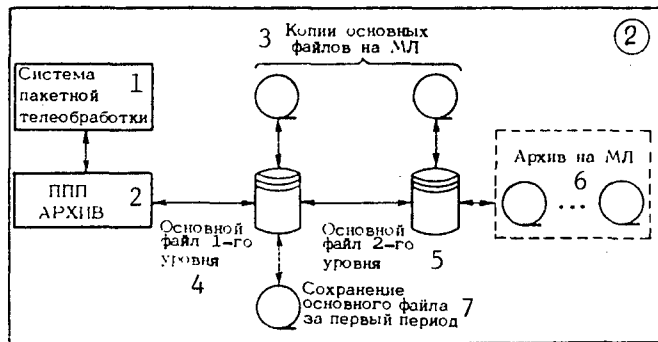 3 Копии основных
файлов на МЛ
2
Система 1
пакетной
телеобработки
ППП 2
АРХИВ
Архив на МЛ
6
...
Основной
файл 1-го
уровня
4
Основной
файл 2-го
уровня
5
Сохранение
основного файла 7
за первый период